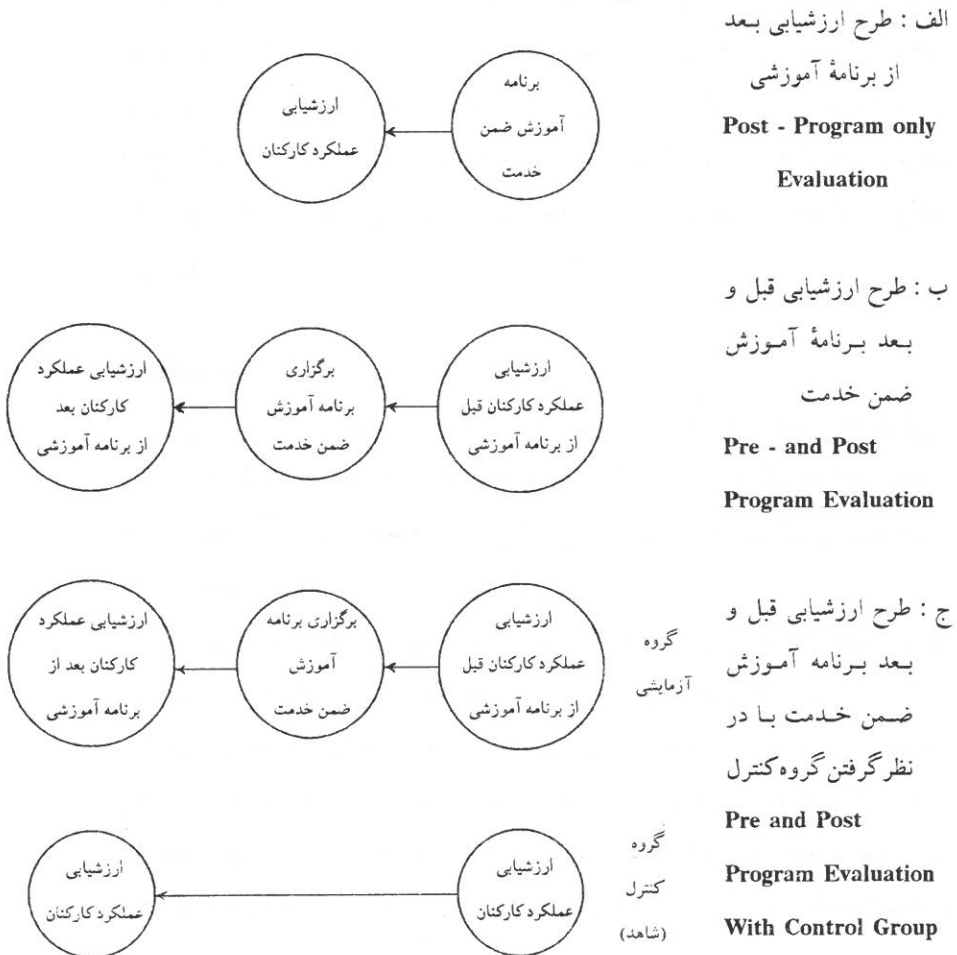 الف : طرح ارزشیابی بعد
از برنامهٔ آموزشی
Post - Program only
Evaluation
برنامه
آموزش ضمن
خدمت
ارزشیابی
عملکرد کارکنان
ب : طرح ارزشیابی قبل و
بعد برنامهٔ آموزش
ضمن خدمت
Pre - and Post
Program Evaluation
ارزشیابی
عملکرد کارکنان قبل
از برنامه آموزشی
برگزاری
برنامه آموزش
ضمن خدمت
ارزشیابی عملکرد
کارکنان بعد
از برنامه آموزشی
ج : طرح ارزشیابی قبل و
بعد برنامه آموزش
ضمن خدمت با در
نظر گرفتن گروه کنترل
Pre and Post
Program Evaluation
With Control Group
گروه
آزمایشی
ارزشیابی
عملکرد کارکنان قبل
از برنامه آموزشی
برگزاری برنامه
آموزش
ضمن خدمت
ارزشیابی عملکرد
کارکنان بعد از
برنامه آموزشی
گروه
کنترل
(شاهد)
ارزشیابی
عملکرد کارکنان
ارزشیابی
عملکرد کارکنان